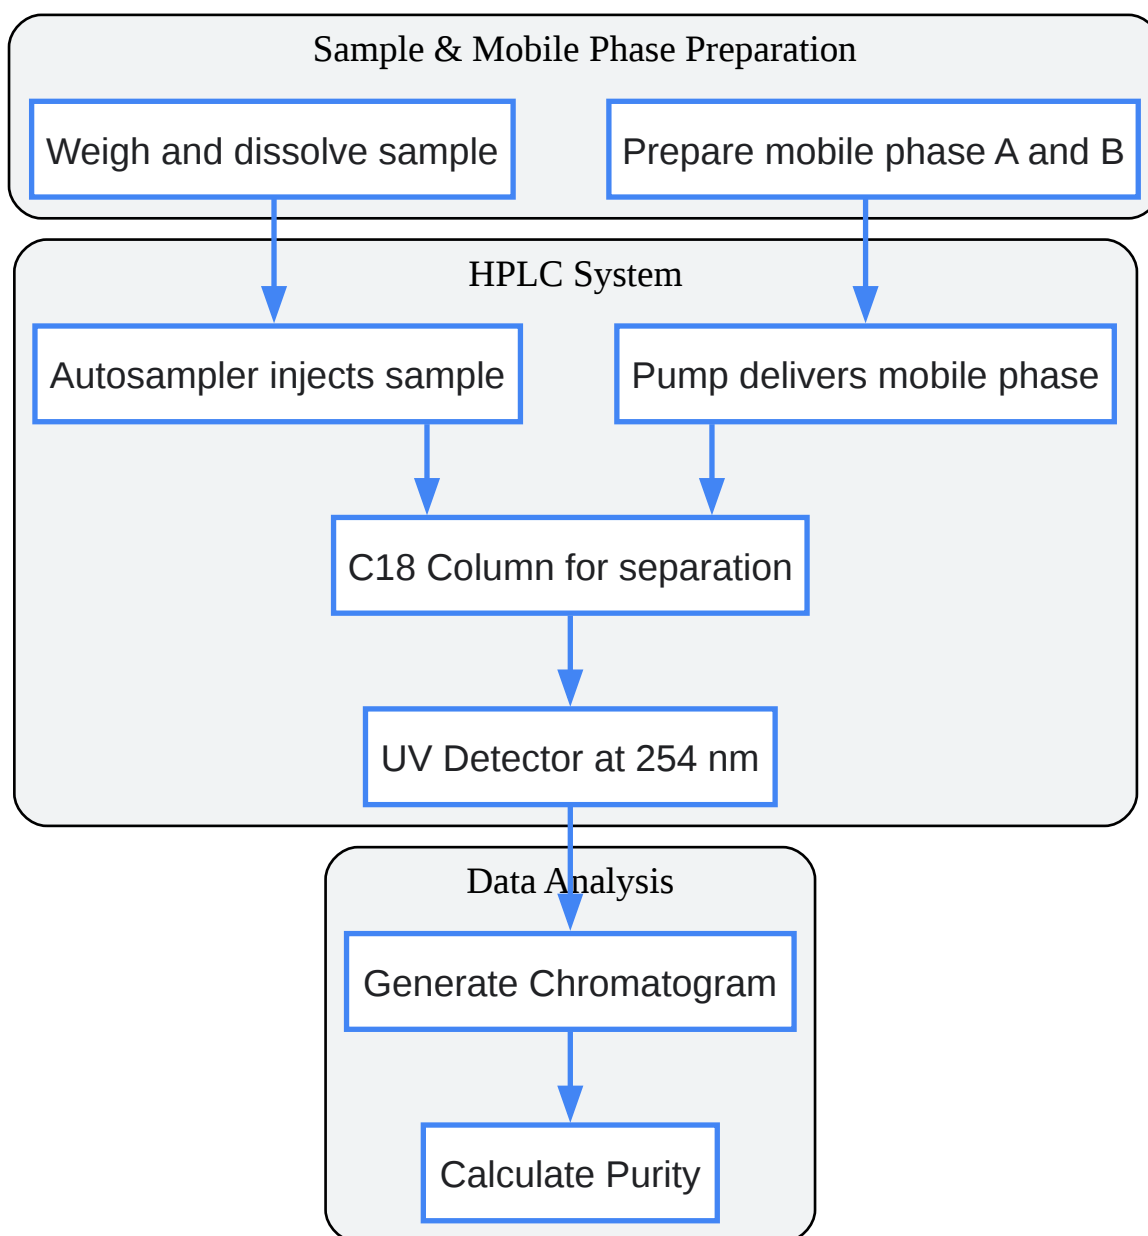 Sample & Mobile Phase Preparation
Weigh and dissolve sample
Prepare mobile phase A and B
HPLC System
Autosampler injects sample
Pump delivers mobile phase
C18 Column for separation
UV Detector at 254 nm
Data Analysis
Generate Chromatogram
Calculate Purity